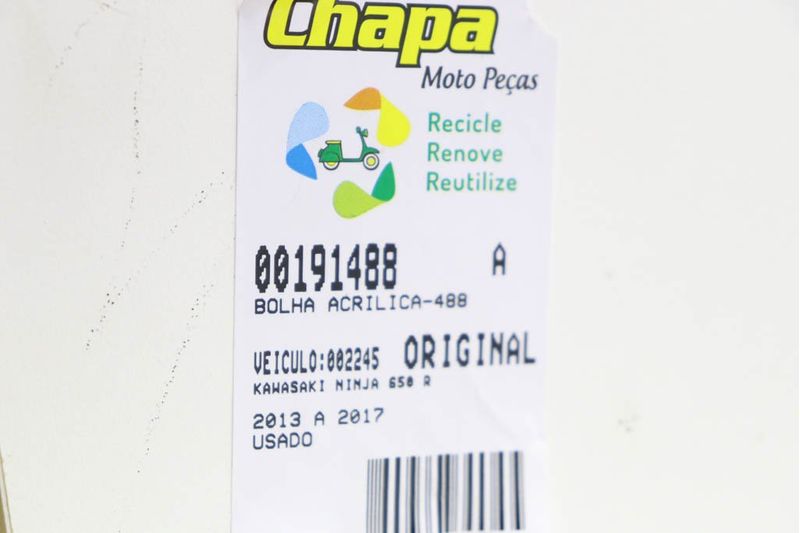 Chapa
Moto Peças
Recicle
Renove
Reutilize
00191488 A
BOLHA ACRILICA-488
VEICULO:002245 ORIGINAL
KAWASAKI NINJA 650 R
2013 A 2017
USADO